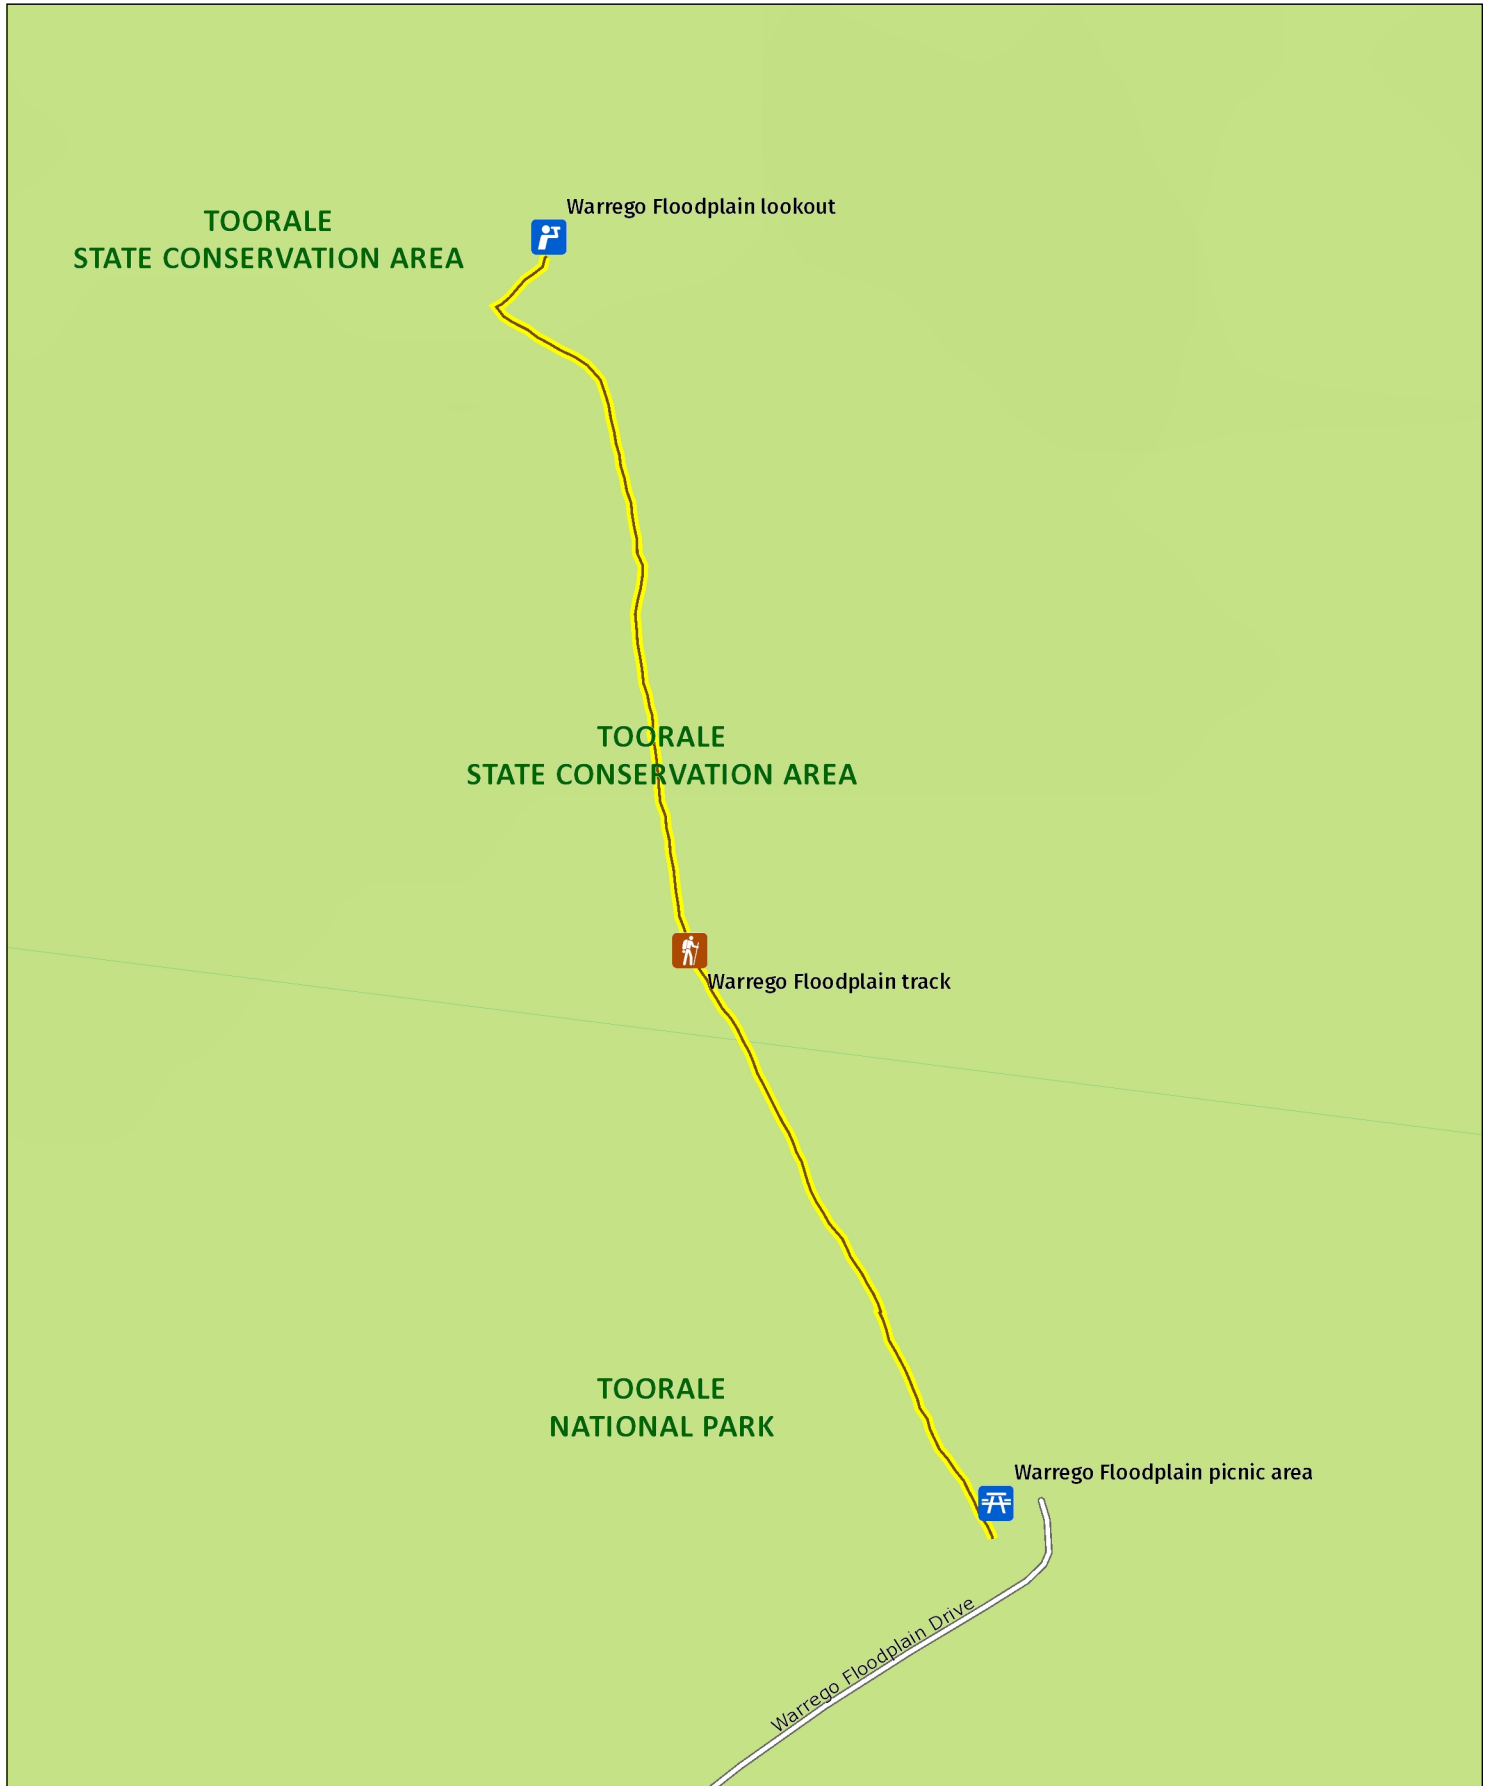 Warrego Floodplain lookout
TOORALE
STATE CONSERVATION AREA
TOORALE
STATE CONSERVATION AREA
Warrego Floodplain track
TOORALE
NATIONAL PARK
Warrego Floodplain picnic area
Warrego Floodplain Drive